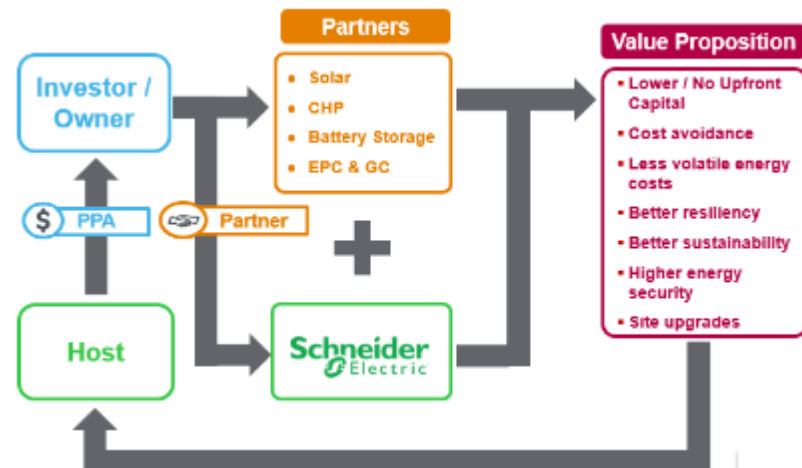 Partners
Value Proposition
Investor /
Owner
• Solar
• CHP
• Battery Storage
• EPC & GC
▪ Lower / No Upfront
Capital
▪ Cost avoidance
▪ Less volatile energy
costs
▪ Better resiliency
▪ Better sustainability
▪ Higher energy
security
▪ Site upgrades
$ PPA
Partner
+
Host
Schneider
Electric